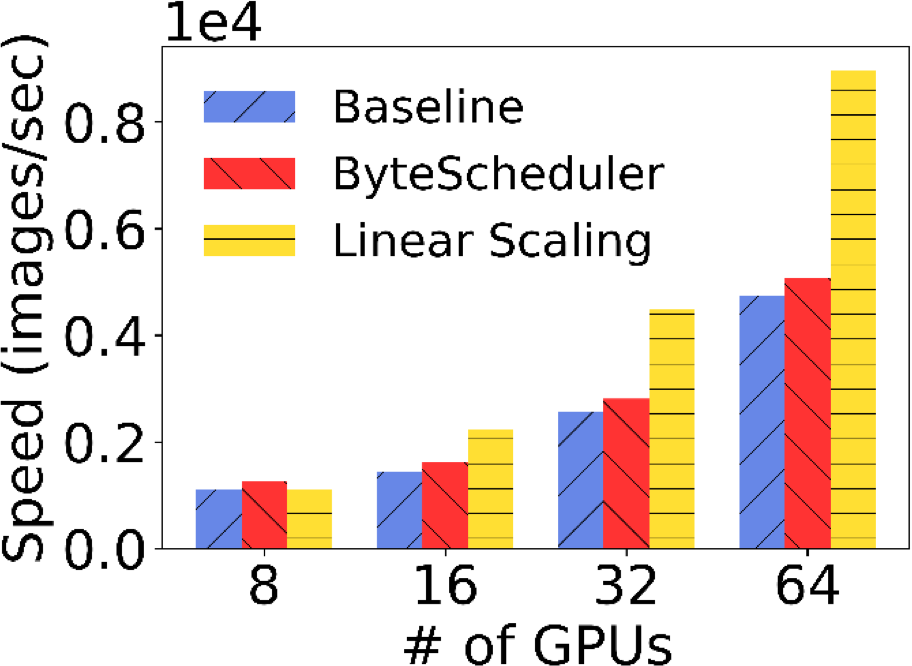 1e4
Speed (images/sec)
0.8
0.6
0.4
0.2
0.0
Baseline
ByteScheduler
Linear Scaling
8 16 32 64
# of GPUs